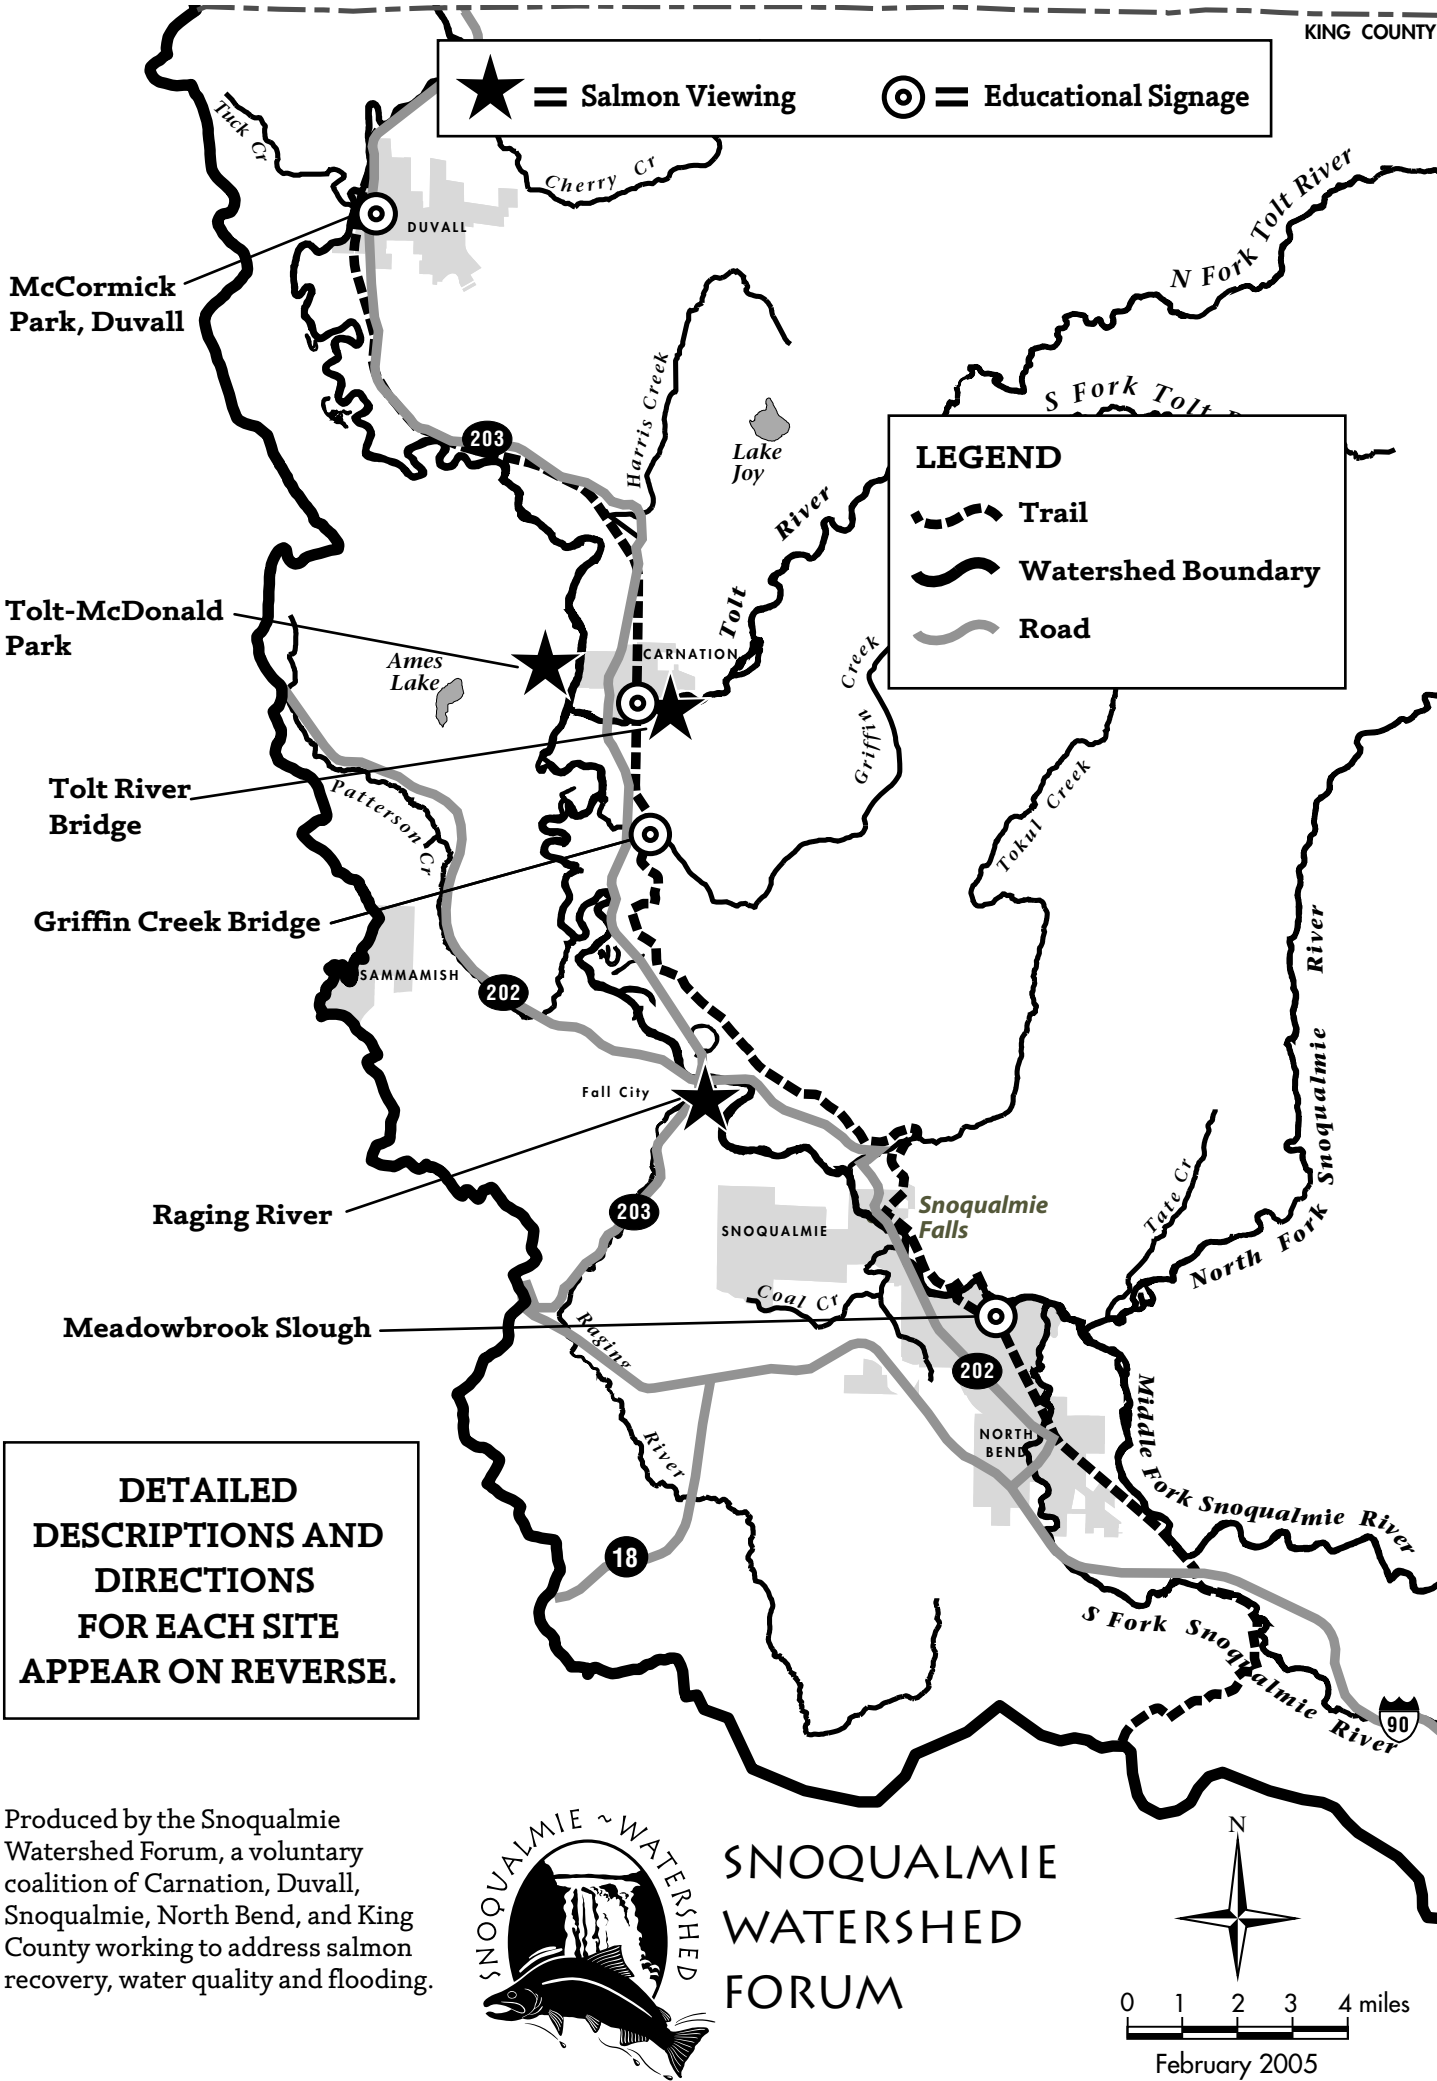 KING COUNTY
= Salmon Viewing
= Educational Signage
Tuck Cr
Cherry Cr
N Fork Tolt River
DUVALL
McCormick
Park, Duvall
Harris Creek
S Fork Tolt
203
Lake
Joy
LEGEND
Trail
Watershed Boundary
Road
Tolt River
Tolt-McDonald
Park
CARNATION
Ames
Lake
Griffin Creek
Tolt River
Bridge
Patterson Cr
Tokul Creek
Griffin Creek Bridge
SAMMAMISH
202
North Fork Snoqualmie River
Fall City
Tate Cr
Raging River
203
Snoqualmie
Falls
SNOQUALMIE
Coal Cr
Meadowbrook Slough
Raging River
202
Middle Fork Snoqualmie River
NORTH
BEND
DETAILED
DESCRIPTIONS AND
DIRECTIONS
FOR EACH SITE
APPEAR ON REVERSE.
18
S Fork Snoqualmie River
90
Produced by the Snoqualmie
Watershed Forum, a voluntary
coalition of Carnation, Duvall,
Snoqualmie, North Bend, and King
County working to address salmon
recovery, water quality and flooding.
SNOQUALMIE ~ WATERSHED
SNOQUALMIE
WATERSHED
FORUM
N
0 1 2 3 4 miles
February 2005